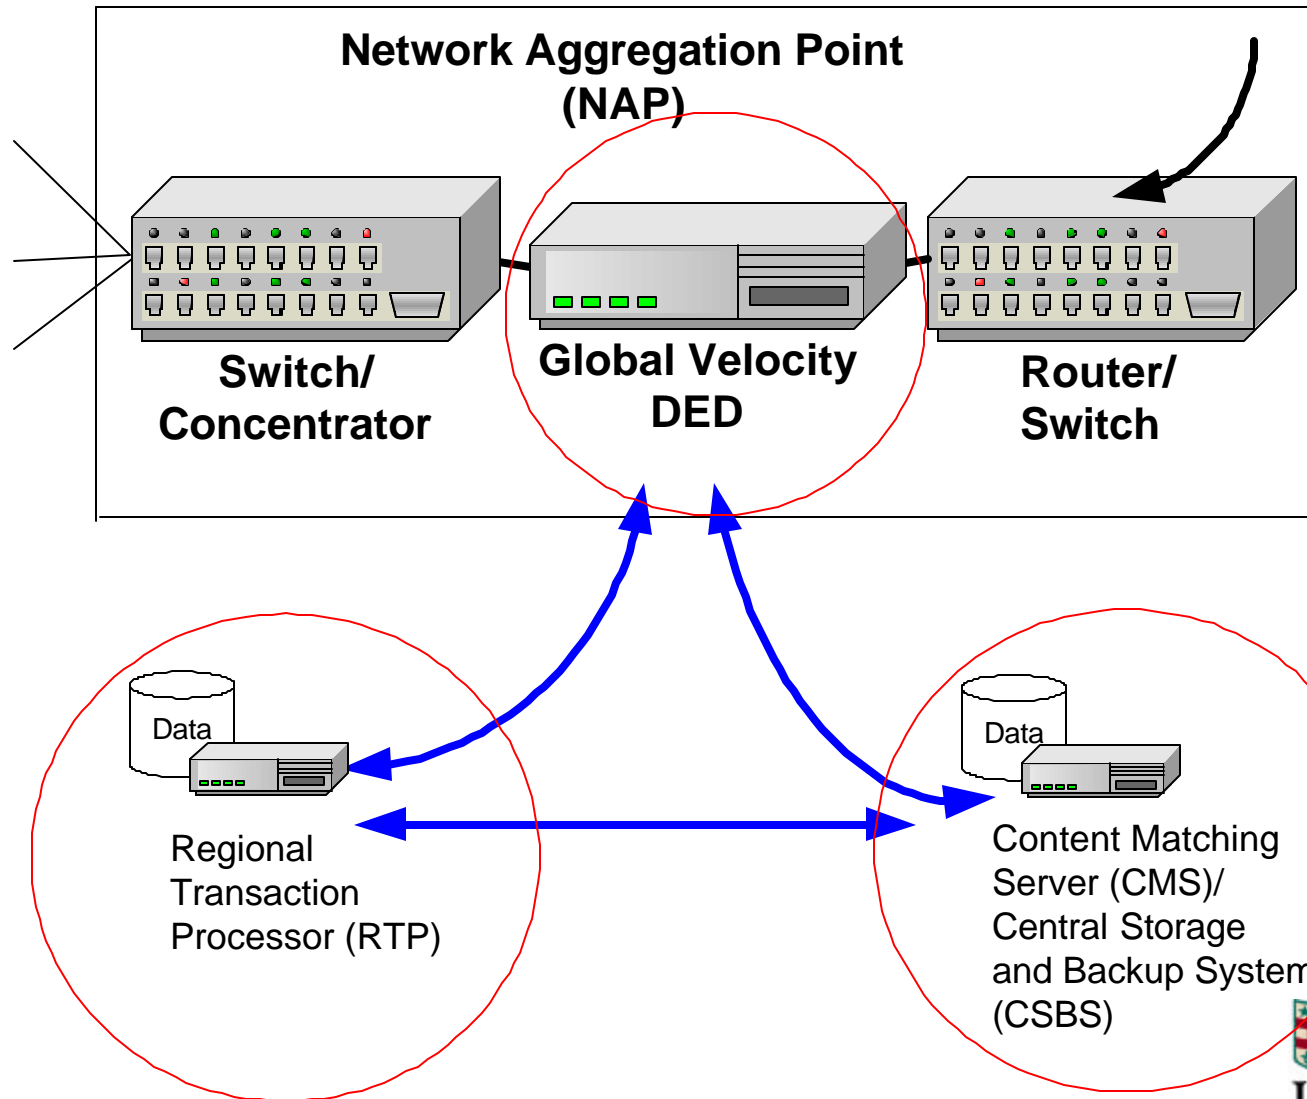 Network Aggregation Point
(NAP)
Switch/
Concentrator
Global Velocity
DED
Router/
Switch
Data
Regional
Transaction
Processor (RTP)
Data
Content Matching
Server (CMS)/
Central Storage
and Backup System
(CSBS)